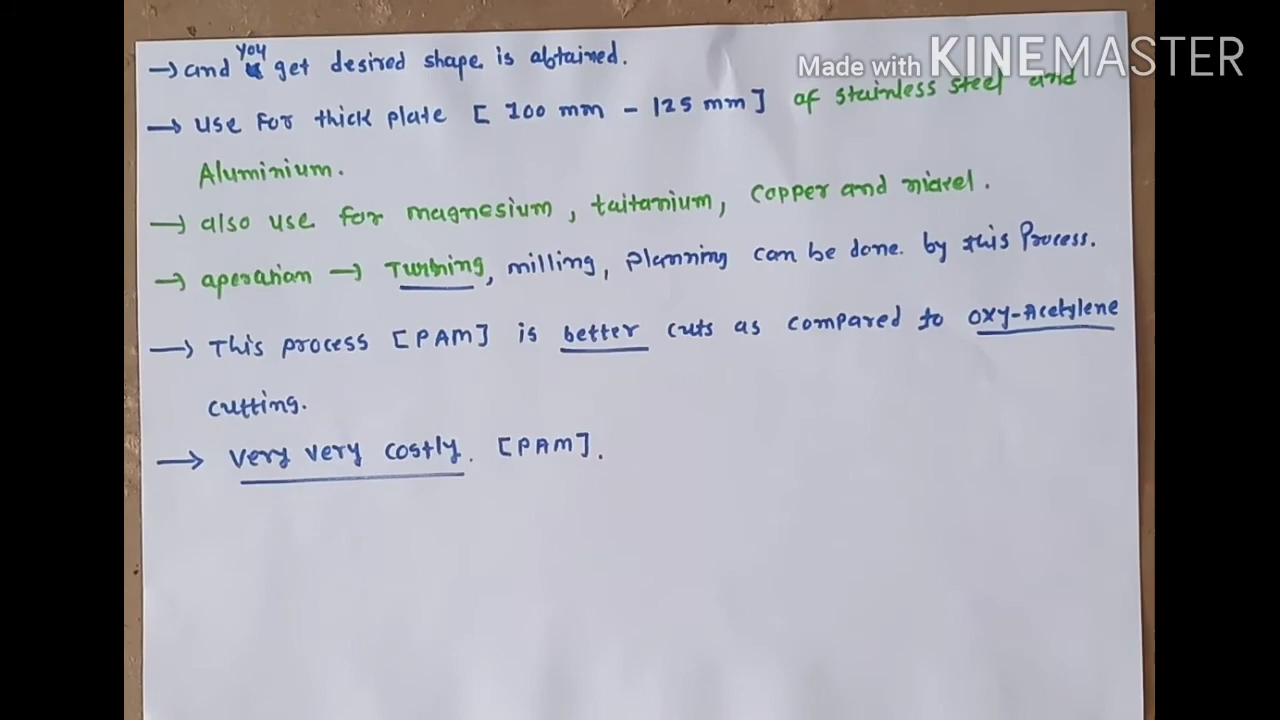 Made with KINEMASTER
→ and you get desired shape is obtained.
→ use for thick plate [100 mm - 125 mm] of stainless steel and
Aluminium.
→ also use for magnesium, taitanium, copper and nickel.
→ operation → Turning, milling, planning can be done. by this Process.
→ This process [PAM] is better cuts as compared to oxy-Acetylene
cutting.
→ very very costly. [PAM].